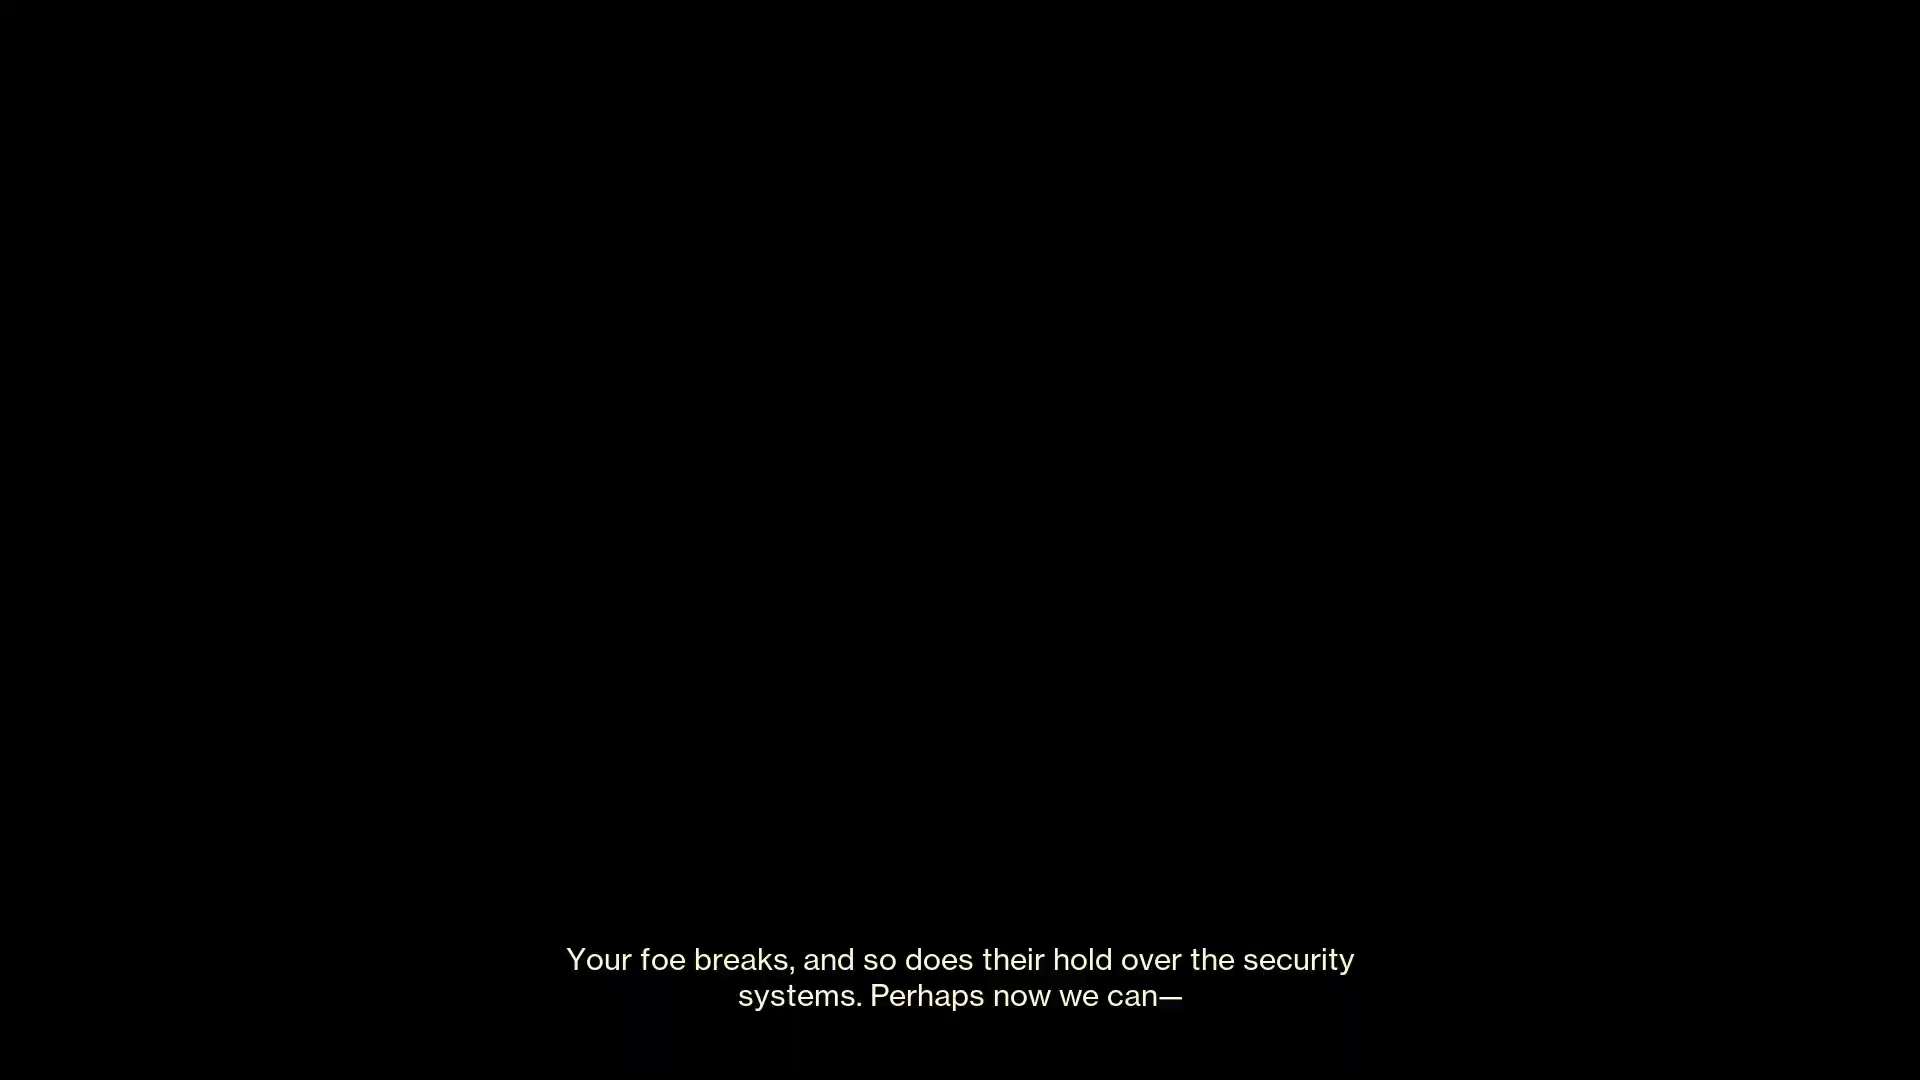 Your foe breaks, and so does their hold over the security
systems. Perhaps now we can—